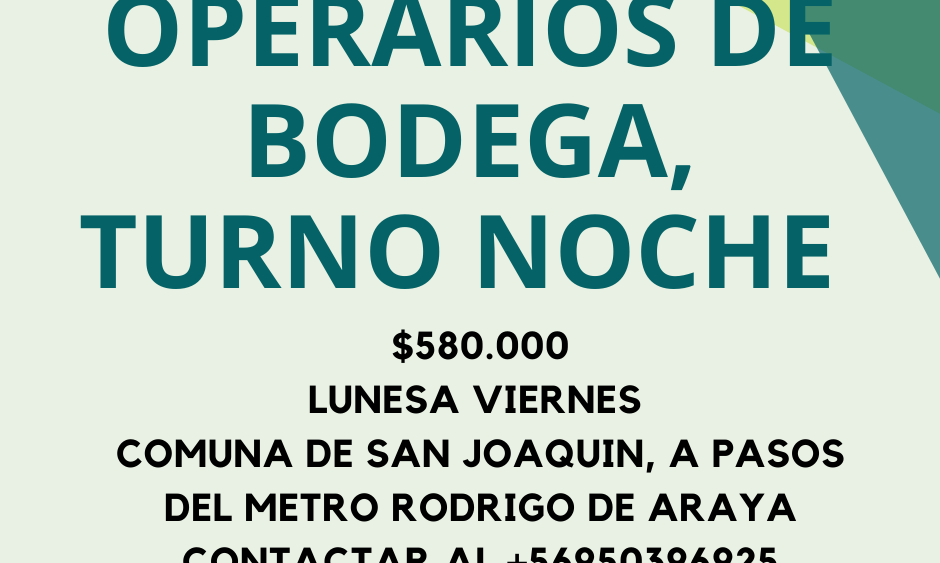 OPERARIOS DE
BODEGA,
TURNO NOCHE
$580.000
LUNESA VIERNES
COMUNA DE SAN JOAQUIN, A PASOS
DEL METRO RODRIGO DE ARAYA
CONTACTAR AL